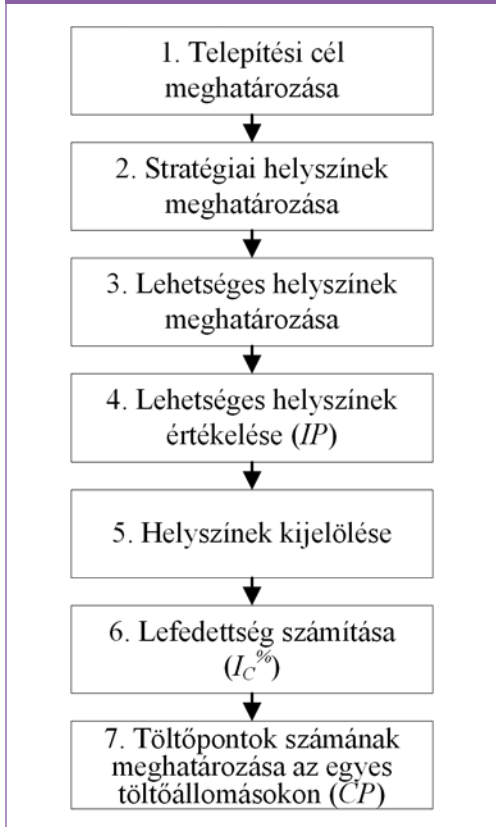 1. Telepítési cél
meghatározása
2. Stratégiai helyszínek
meghatározása
3. Lehetséges helyszínek
meghatározása
4. Lehetséges helyszínek
értékelése (IP)
5. Helyszínek kijelölése
6. Lefedettség számítása
(I_C^%)
7. Töltőpontok számának
meghatározása az egyes
töltőállomásokon (CP)